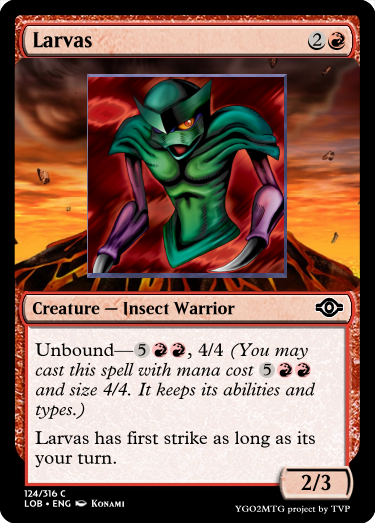 Larvas 2
Creature — Insect Warrior
Unbound—5, 4/4 (You may
cast this spell with mana cost 5
and size 4/4. It keeps its abilities and
types.)
Larvas has first strike as long as its
your turn.
2/3
124/316 C
LOB • ENG KONAMI
YGO2MTG project by TVP